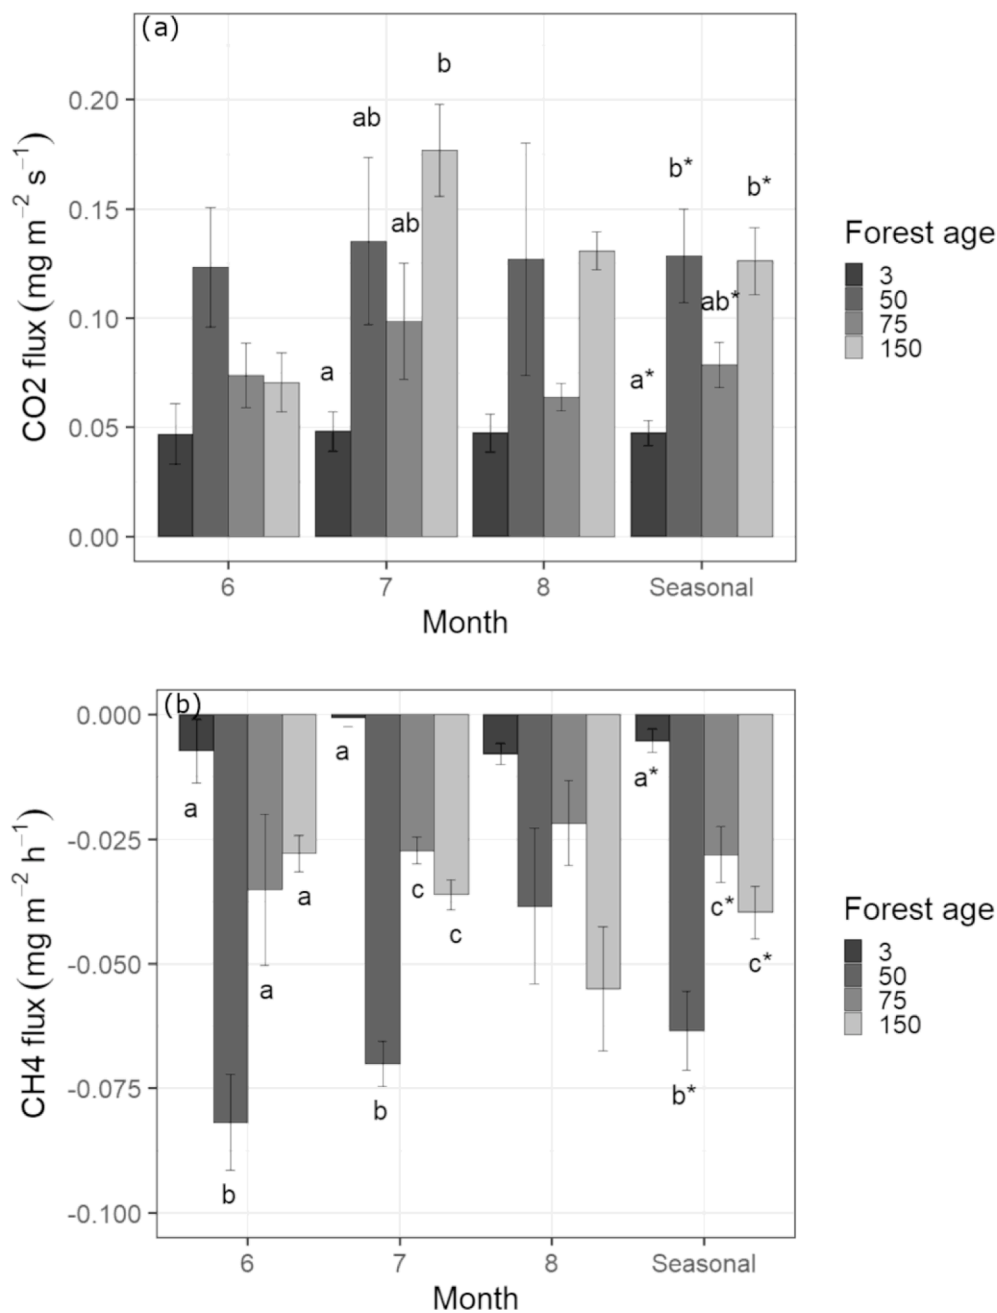 (a)
CO2 flux (mg m−2 s−1)
0.20
0.15
0.10
0.05
0.00
b
ab
ab
a
b*
b*
ab*
a*
6 7 8 Seasonal
Month
Forest age
3
50
75
150
(b)
CH4 flux (mg m−2 h−1)
0.000
-0.025
-0.050
-0.075
-0.100
a
b
a
a
a
b
c
c
a*
b*
c*
c*
6 7 8 Seasonal
Month
Forest age
3
50
75
150